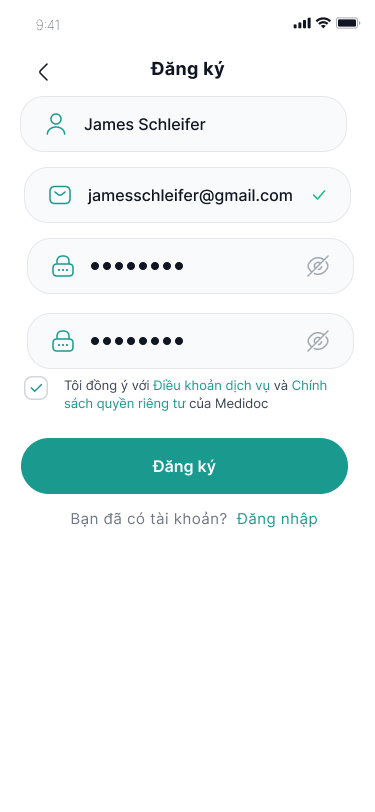 9:41
Đăng ký
James Schleifer
jamesschleifer@gmail.com
●●●●●●●●
●●●●●●●●
Tôi đồng ý với Điều khoản dịch vụ và Chính
sách quyền riêng tư của Medidoc
Đăng ký
Bạn đã có tài khoản? Đăng nhập